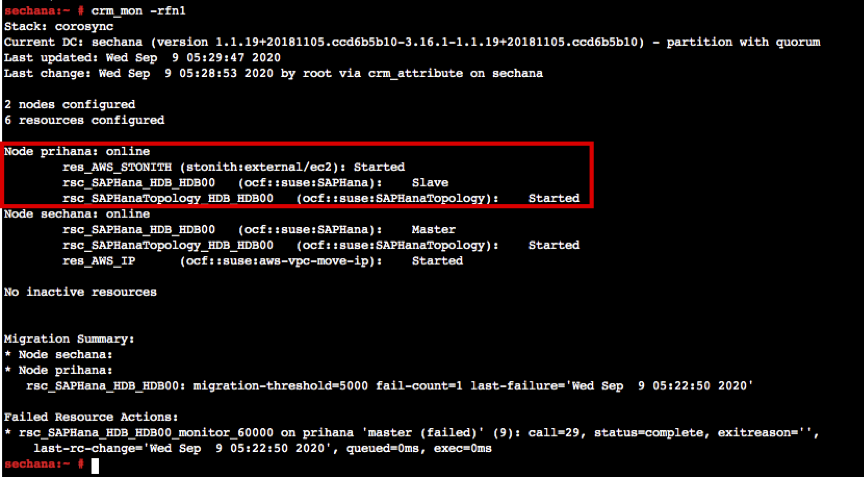 sechana:~ # crm_mon -rfn1
Stack: corosync
Current DC: sechana (version 1.1.19+20181105.ccd6b5b10-3.16.1-1.1.19+20181105.ccd6b5b10) - partition with quorum
Last updated: Wed Sep  9 05:29:47 2020
Last change: Wed Sep  9 05:28:53 2020 by root via crm_attribute on sechana
2 nodes configured
6 resources configured
Node prihana: online
res_AWS_STONITH (stonith:external/ec2): Started
rsc_SAPHana_HDB_HDB00   (ocf::suse:SAPHana):    Slave
rsc_SAPHanaTopology_HDB_HDB00   (ocf::suse:SAPHanaTopology):    Started
Node sechana: online
rsc_SAPHana_HDB_HDB00   (ocf::suse:SAPHana):    Master
rsc_SAPHanaTopology_HDB_HDB00   (ocf::suse:SAPHanaTopology):    Started
res_AWS_IP      (ocf::suse:aws-vpc-move-ip):    Started
No inactive resources
Migration Summary:
* Node sechana:
* Node prihana:
rsc_SAPHana_HDB_HDB00: migration-threshold=5000 fail-count=1 last-failure='Wed Sep  9 05:22:50 2020'
Failed Resource Actions:
* rsc_SAPHana_HDB_HDB00_monitor_60000 on prihana 'master (failed)' (9): call=29, status=complete, exitreason='',
last-rc-change='Wed Sep  9 05:22:50 2020', queued=0ms, exec=0ms
sechana:~ #